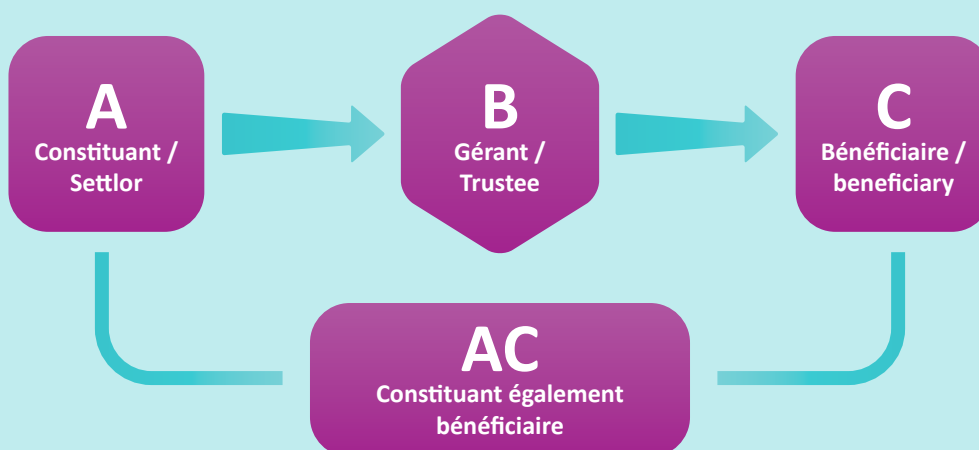 A
Constituant /
Settlor
B
Gérant /
Trustee
C
Bénéficiaire /
beneficiary
AC
Constituant également
bénéficiaire